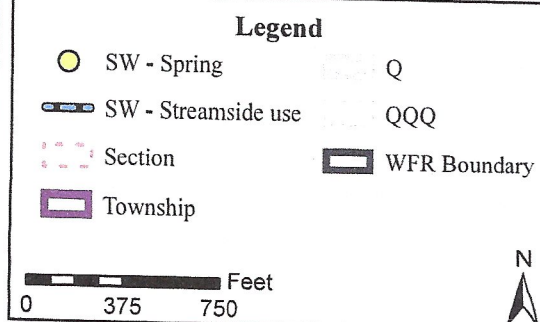 Legend
SW - Spring
SW - Streamside use
Section
Township
Q
QQQ
WFR Boundary
Feet
0 375 750
N